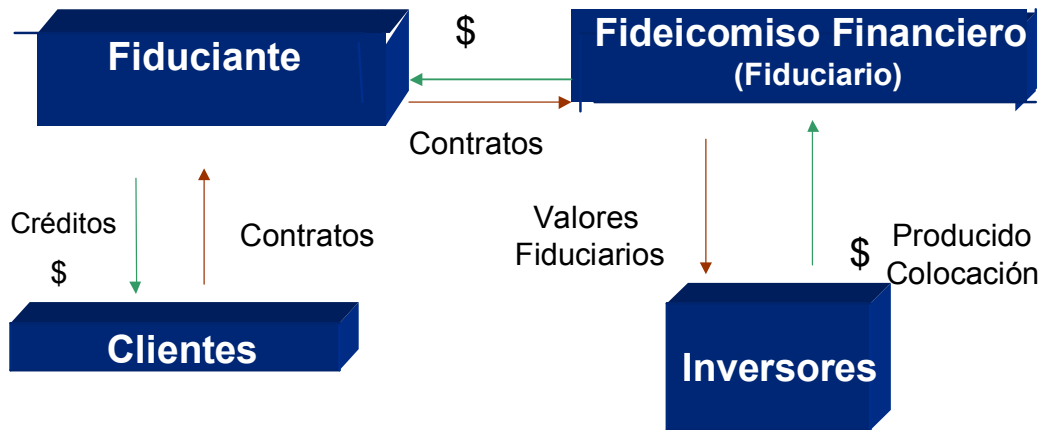 Fiduciante
$
Fideicomiso Financiero
(Fiduciario)
Contratos
Créditos
$
Contratos
Valores
Fiduciarios
$
Producido
Colocación
Clientes
Inversores